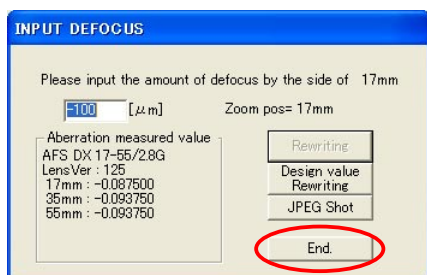 INPUT DEFOCUS
Please input the amount of defocus by the side of 17mm
-100 [μm] Zoom pos= 17mm
Aberration measured value
AFS DX 17-55/2.8G
LensVer : 125
17mm : -0.087500
35mm : -0.093750
55mm : -0.093750
Rewriting
Design value
Rewriting
JPEG Shot
End.